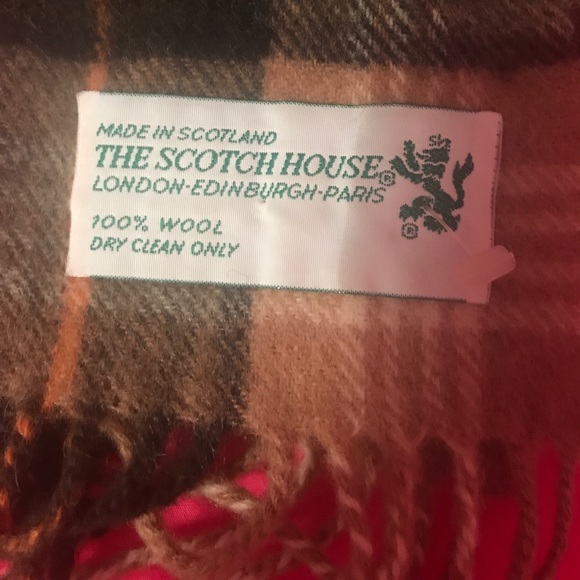 MADE IN SCOTLAND
THE SCOTCH HOUSE®
LONDON-EDINBURGH-PARIS
100% WOOL
DRY CLEAN ONLY
®